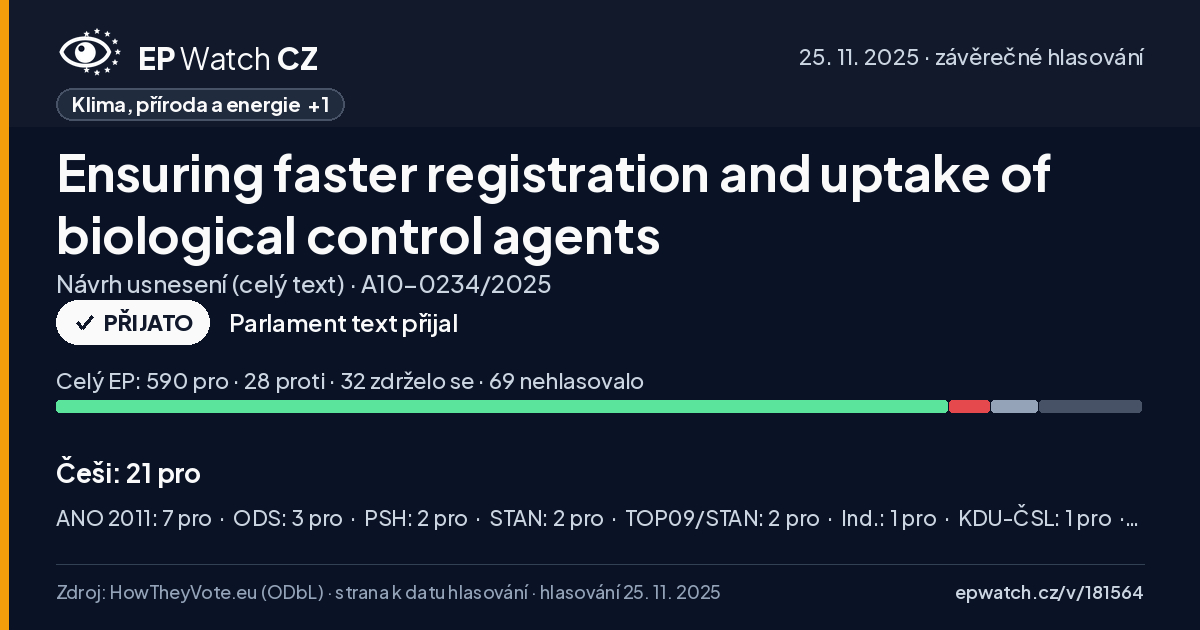 EP Watch CZ
25. 11. 2025 · závěrečné hlasování
Klima, příroda a energie +1
Ensuring faster registration and uptake of
biological control agents
Návrh usnesení (celý text) · A10-0234/2025
✓ PŘIJATO Parlament text přijal
Celý EP: 590 pro · 28 proti · 32 zdrželo se · 69 nehlasovalo
Češi: 21 pro
ANO 2011: 7 pro · ODS: 3 pro · PSH: 2 pro · STAN: 2 pro · TOP09/STAN: 2 pro · Ind.: 1 pro · KDU-ČSL: 1 pro ·…
Zdroj: HowTheyVote.eu (ODbL) · strana k datu hlasování · hlasování 25. 11. 2025
epwatch.cz/v/181564